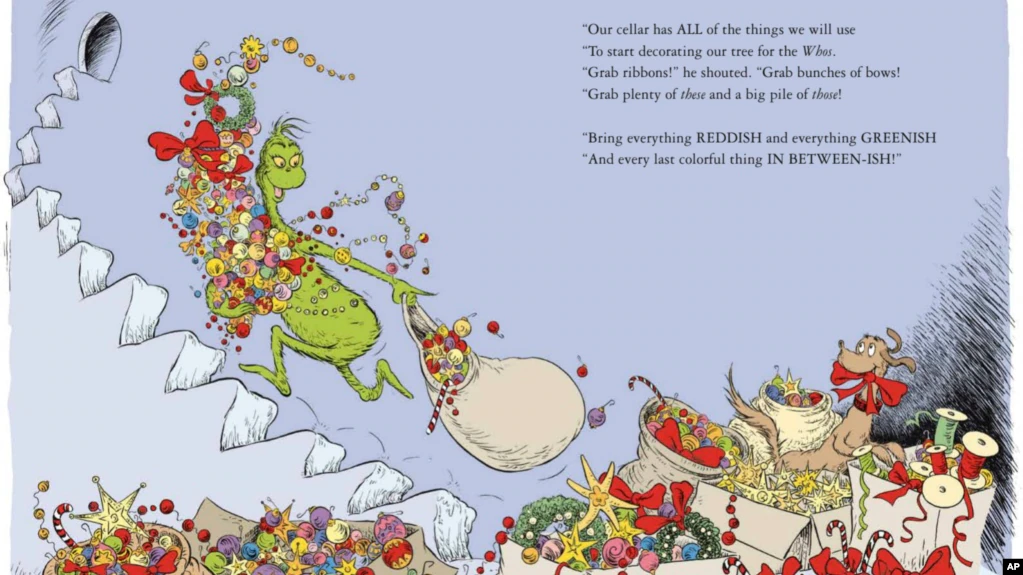 “Our cellar has ALL of the things we will use
“To start decorating our tree for the Whos.
“Grab ribbons!” he shouted. “Grab bunches of bows!
“Grab plenty of these and a big pile of those!
“Bring everything REDDISH and everything GREENISH
“And every last colorful thing IN BETWEEN-ISH!”
AP